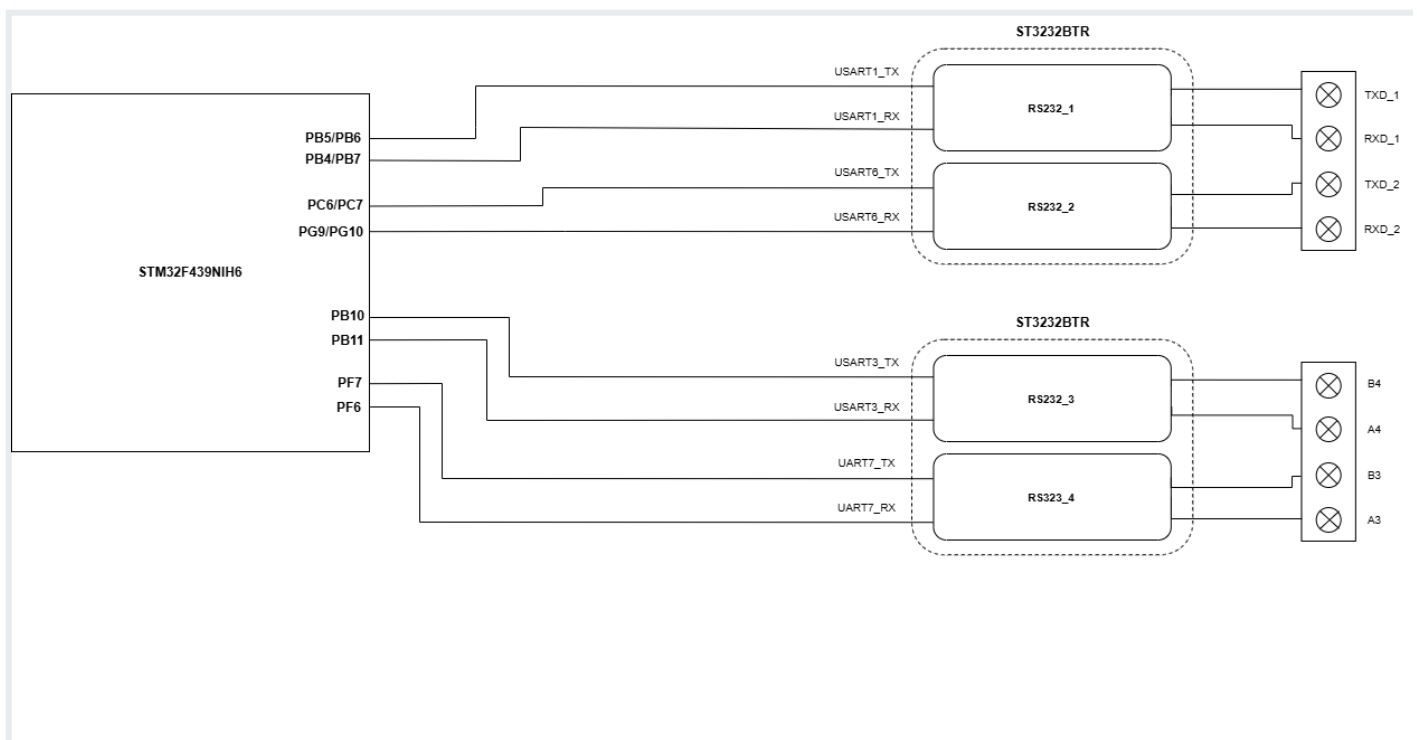 ST3232BTR
USART1_TX
RS232_1
TXD_1
USART1_RX
PB5/PB6
RXD_1
PB4/PB7
USART6_TX
TXD_2
PC6/PC7
RS232_2
USART6_RX
RXD_2
PG9/PG10
STM32F439NIH6
PB10
ST3232BTR
PB11
USART3_TX
B4
PF7
RS232_3
PF6
USART3_RX
A4
UART7_TX
B3
RS323_4
UART7_RX
A3